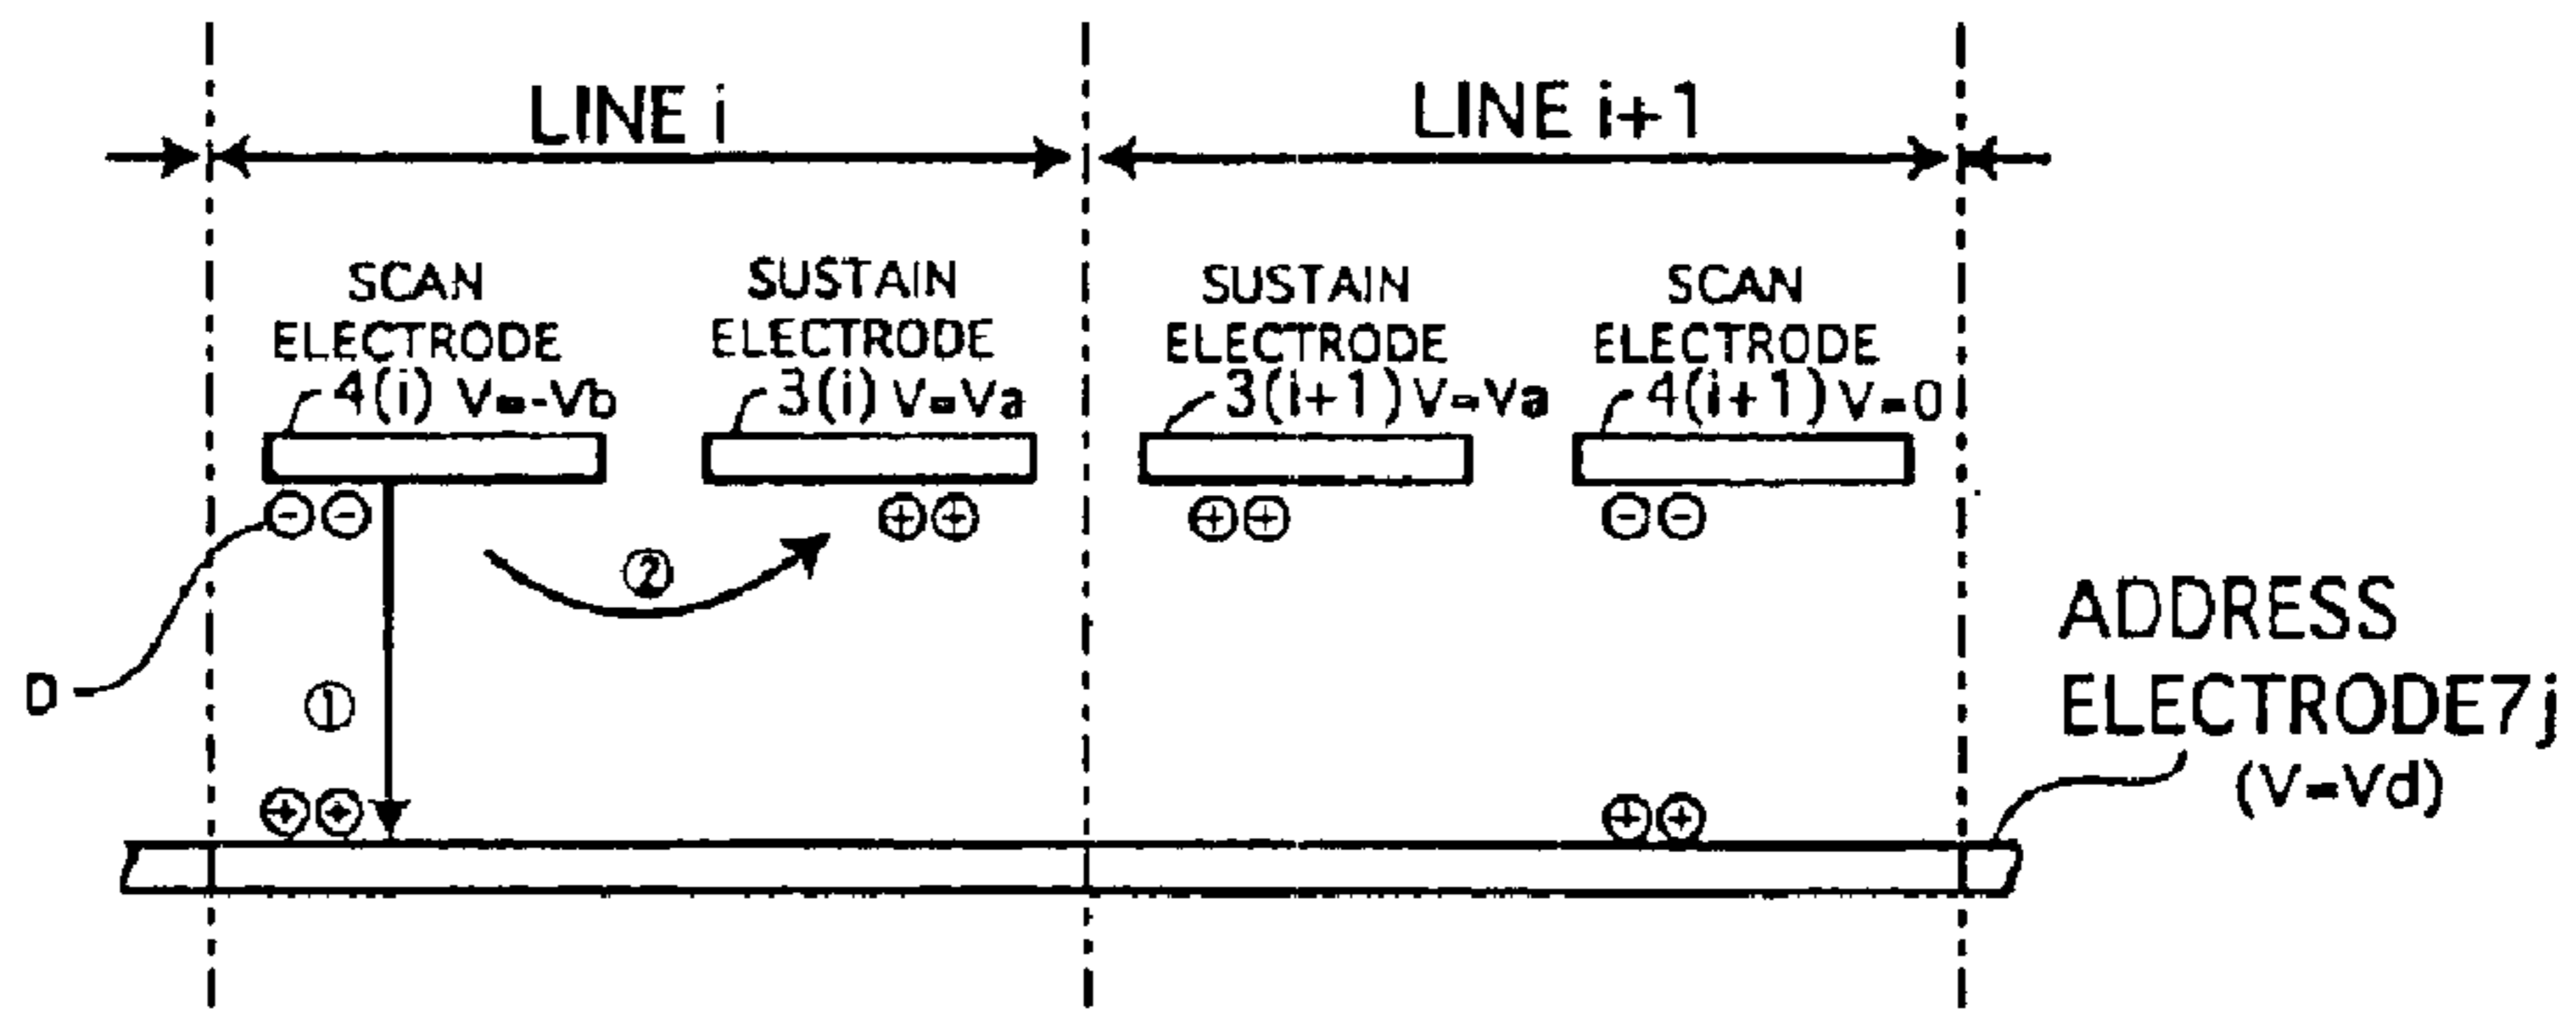 LINE i
LINE i+1
SCAN
ELECTRODE
4(i) V=-Vb
SUSTAIN
ELECTRODE
3(i) V=Va
SUSTAIN
ELECTRODE
3(i+1) V=Va
SCAN
ELECTRODE
4(i+1) V=0
⊖⊖
⊕⊕
⊕⊕
⊖⊖
②
D
①
⊕⊕
⊕⊕
ADDRESS
ELECTRODE7j
(V=Vd)